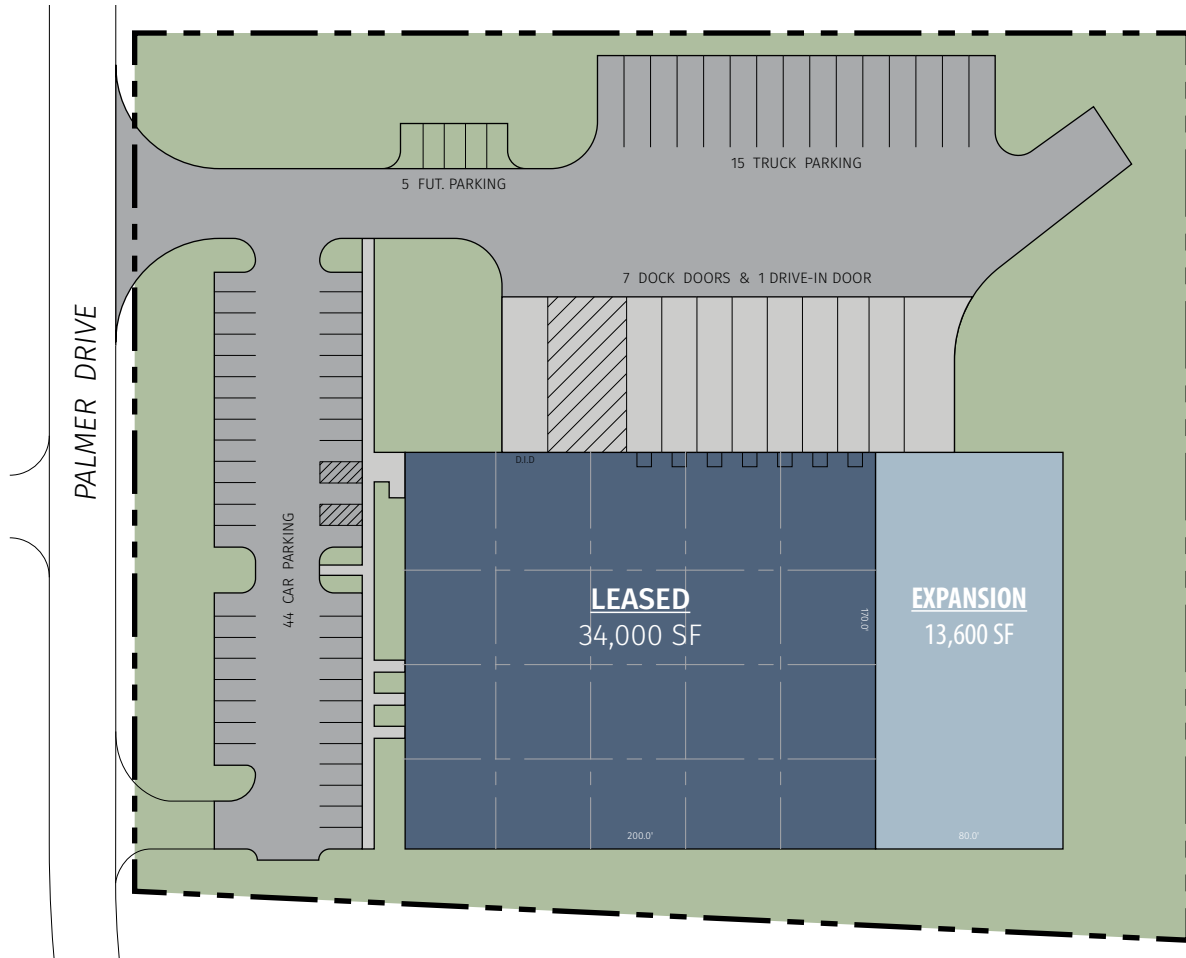 15 TRUCK PARKING
5 FUT. PARKING
7 DOCK DOORS & 1 DRIVE-IN DOOR
PALMER DRIVE
D.I.D
44 CAR PARKING
LEASED
34,000 SF
170.0'
EXPANSION
13,600 SF
200.0'
80.0'